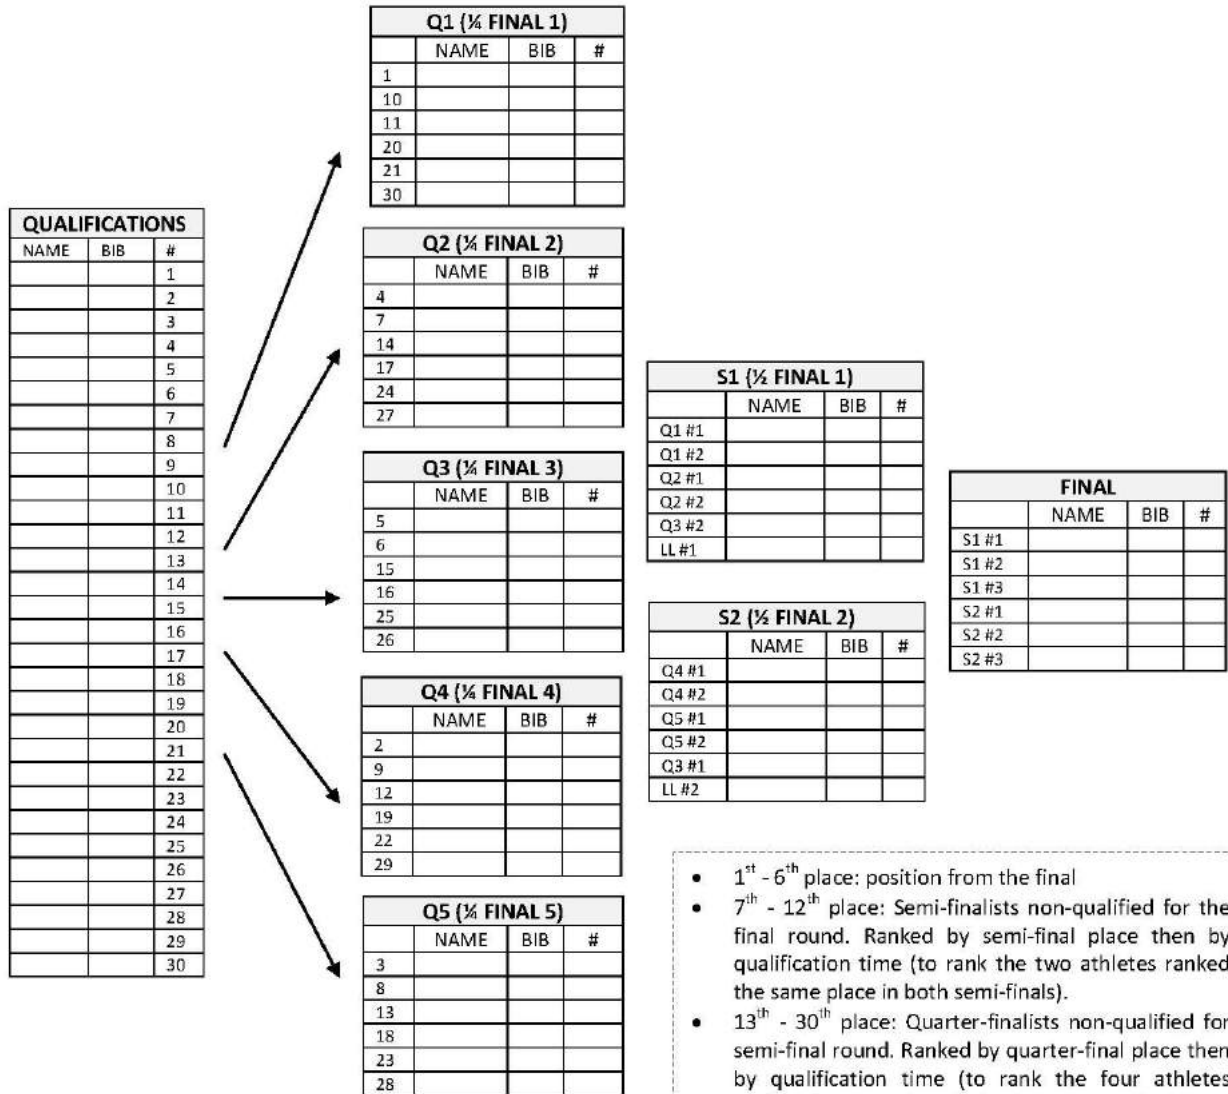 Q1 (¼ FINAL 1)
NAME BIB #
1
10
11
20
21
30
QUALIFICATIONS
NAME BIB #
1
2
3
4
5
6
7
8
9
10
11
12
13
14
15
16
17
18
19
20
21
22
23
24
25
26
27
28
29
30
Q2 (¼ FINAL 2)
NAME BIB #
4
7
14
17
24
27
Q3 (¼ FINAL 3)
NAME BIB #
5
6
15
16
25
26
Q4 (¼ FINAL 4)
NAME BIB #
2
9
12
19
22
29
Q5 (¼ FINAL 5)
NAME BIB #
3
8
13
18
23
28
S1 (½ FINAL 1)
NAME BIB #
Q1 #1
Q1 #2
Q2 #1
Q2 #2
Q3 #2
LL #1
S2 (½ FINAL 2)
NAME BIB #
Q4 #1
Q4 #2
Q5 #1
Q5 #2
Q3 #1
LL #2
FINAL
NAME BIB #
S1 #1
S1 #2
S1 #3
S2 #1
S2 #2
S2 #3
• 1st - 6th place: position from the final
• 7th - 12th place: Semi-finalists non-qualified for the
final round. Ranked by semi-final place then by
qualification time (to rank the two athletes ranked
the same place in both semi-finals).
• 13th - 30th place: Quarter-finalists non-qualified for
semi-final round. Ranked by quarter-final place then
by qualification time (to rank the four athletes